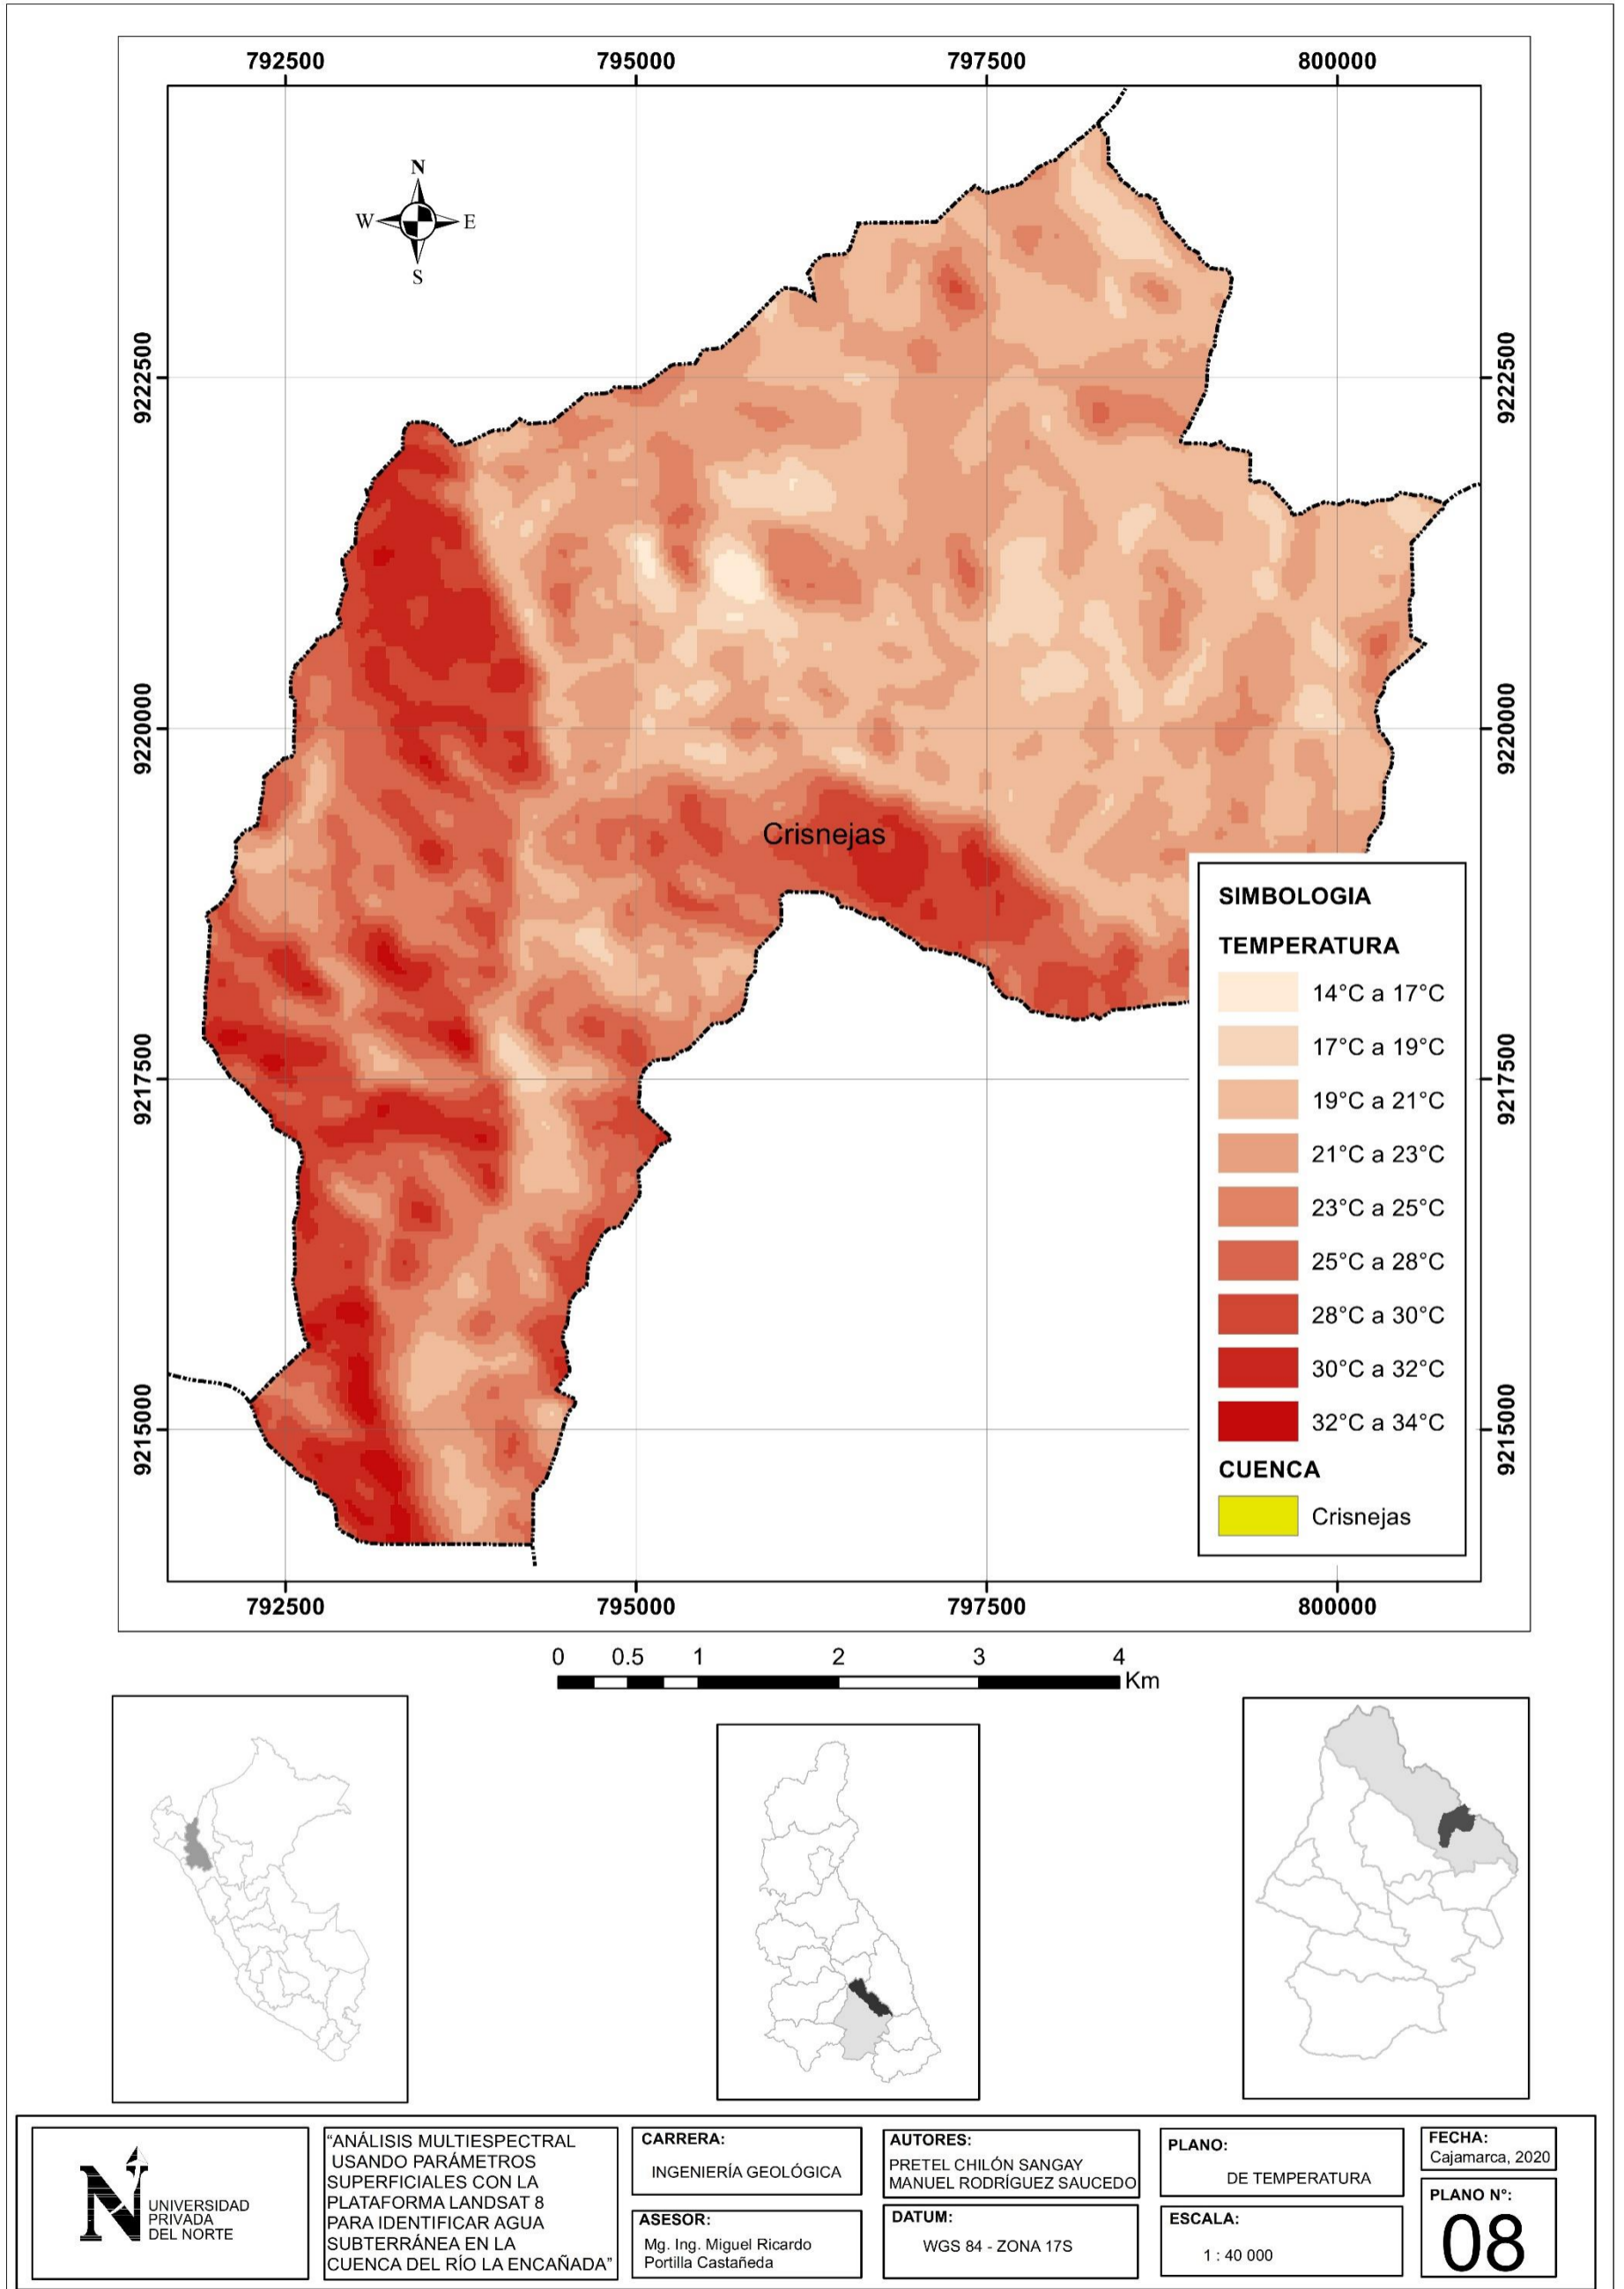 792500 795000 797500 800000
N
W E
S
9222500 9222500
9220000 9220000
Crisnejas
9217500 9217500
9215000 9215000
SIMBOLOGIA
TEMPERATURA
14°C a 17°C
17°C a 19°C
19°C a 21°C
21°C a 23°C
23°C a 25°C
25°C a 28°C
28°C a 30°C
30°C a 32°C
32°C a 34°C
CUENCA
Crisnejas
792500 795000 797500 800000
0 0.5 1 2 3 4
Km
N
UNIVERSIDAD
PRIVADA
DEL NORTE
“ANÁLISIS MULTIESPECTRAL
USANDO PARÁMETROS
SUPERFICIALES CON LA
PLATAFORMA LANDSAT 8
PARA IDENTIFICAR AGUA
SUBTERRÁNEA EN LA
CUENCA DEL RÍO LA ENCAÑADA”
CARRERA:
INGENIERÍA GEOLÓGICA
ASESOR:
Mg. Ing. Miguel Ricardo
Portilla Castañeda
AUTORES:
PRETEL CHILÓN SANGAY
MANUEL RODRÍGUEZ SAUCEDO
DATUM:
WGS 84 - ZONA 17S
PLANO:
DE TEMPERATURA
ESCALA:
1 : 40 000
FECHA:
Cajamarca, 2020
PLANO N°:
08